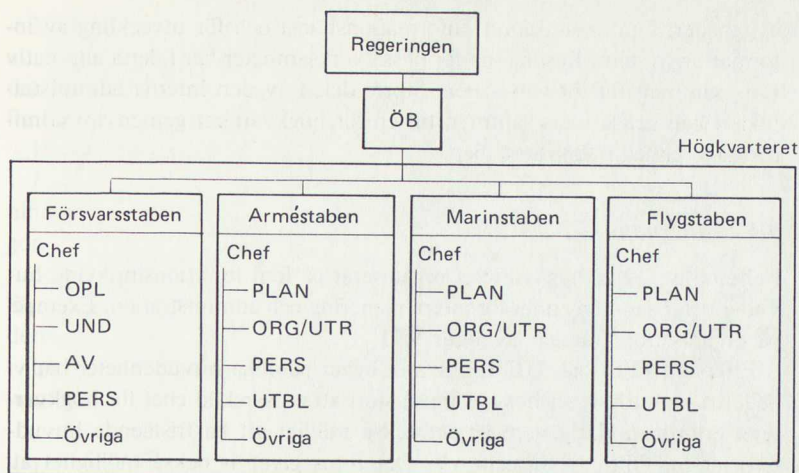 Regeringen
ÖB
Högkvarteret
Försvarsstaben
Chef
OPL
UND
AV
PERS
Övriga
Arméstaben
Chef
PLAN
ORG/UTR
PERS
UTBL
Övriga
Marinstaben
Chef
PLAN
ORG/UTR
PERS
UTBL
Övriga
Flygstaben
Chef
PLAN
ORG/UTR
PERS
UTBL
Övriga